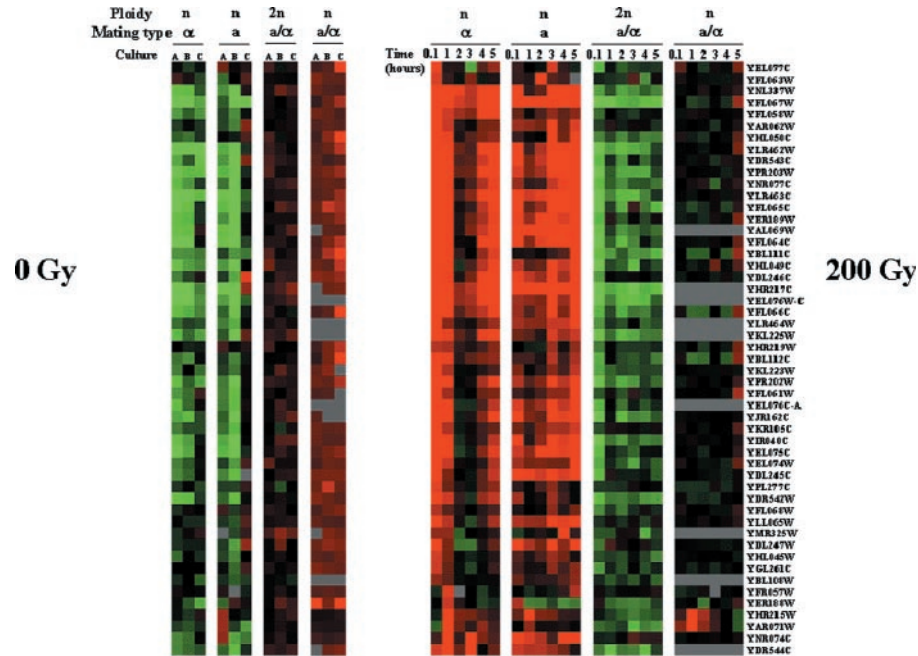 Ploidy n n 2n n n n 2n n
Mating type α a a/α a/α α a a/α a/α
Culture A B C A B C A B C A B C Time 0.1 1 2 3 4 5 0.1 1 2 3 4 5 0.1 1 2 3 4 5 0.1 1 2 3 4 5
(hours)
YEL077C
YFL063W
YNL337W
YFL067W
YFL058W
YAR062W
YHL050C
YLR462W
YDR543C
YPR203W
YNR077C
YLR463C
YFL065C
YER189W
YAL069W
YFL064C
YBL111C
YHL049C
YDL246C
0 Gy 200 Gy
YHR217C
YEL076W-C
YFL066C
YLR464W
YKL225W
YHR219W
YBL112C
YKL223W
YPR202W
YFL061W
YEL076C-A
YJR162C
YKR105C
YIR040C
YEL075C
YEL074W
YDL245C
YPL277C
YDR542W
YFL068W
YLL065W
YMR325W
YDL247W
YHL045W
YGL261C
YBL108W
YFR057W
YER188W
YHR215W
YAR071W
YNR074C
YDR544C